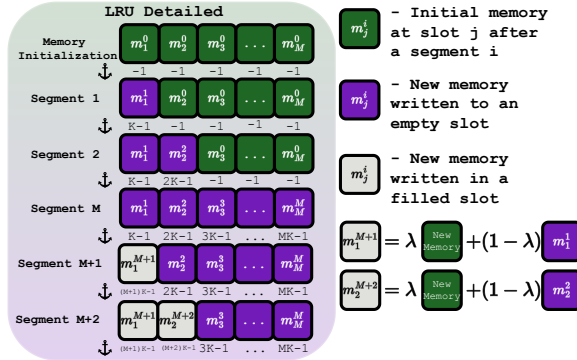 LRU Detailed
Memory Initialization m_1^0 m_2^0 m_3^0 ... m_M^0
⚓ -1 -1 -1 ... -1
Segment 1 m_1^1 m_2^0 m_3^0 ... m_M^0
⚓ K-1 -1 -1 -1 -1
Segment 2 m_1^1 m_2^2 m_3^0 ... m_M^0
⚓ K-1 2K-1 -1 -1 -1
Segment M m_1^1 m_2^2 m_3^3 ... m_M^M
⚓ K-1 2K-1 3K-1 ... MK-1
Segment M+1 m_1^{M+1} m_2^2 m_3^3 ... m_M^M
⚓ (M+1)K-1 2K-1 3K-1 ... MK-1
Segment M+2 m_1^{M+1} m_2^{M+2} m_3^3 ... m_M^M
⚓ (M+1)K-1 (M+2)K-1 3K-1 ... MK-1
m_j^i - Initial memory
at slot j after
a segment i
m_j^i - New memory
written to an
empty slot
m_j^i - New memory
written in a
filled slot
m_1^{M+1} = λ New Memory + (1 - λ) m_1^1
m_2^{M+2} = λ New Memory + (1 - λ) m_2^2